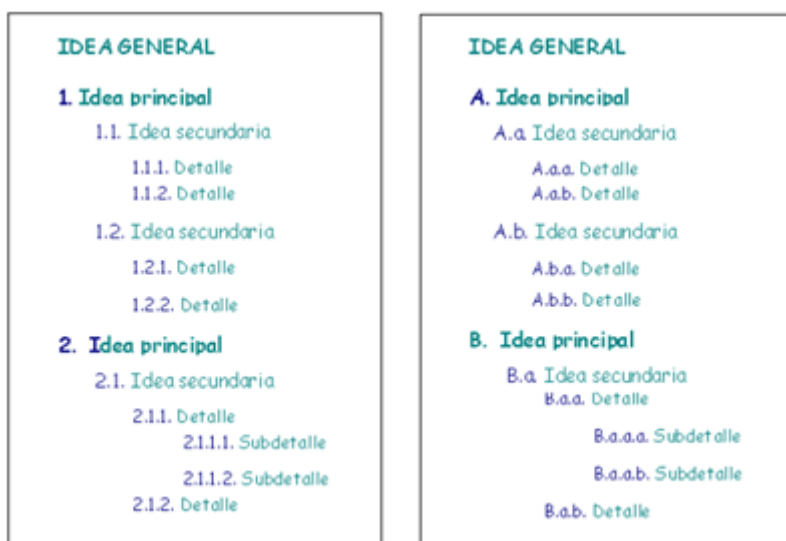 IDEA GENERAL
1. Idea principal
1.1. Idea secundaria
1.1.1. Detalle
1.1.2. Detalle
1.2. Idea secundaria
1.2.1. Detalle
1.2.2. Detalle
2. Idea principal
2.1. Idea secundaria
2.1.1. Detalle
2.1.1.1. Subdetalle
2.1.1.2. Subdetalle
2.1.2. Detalle
IDEA GENERAL
A. Idea principal
A.a Idea secundaria
A.a.a. Detalle
A.a.b. Detalle
A.b. Idea secundaria
A.b.a. Detalle
A.b.b. Detalle
B. Idea principal
B.a Idea secundaria
B.a.a. Detalle
B.a.a.a. Subdetalle
B.a.a.b. Subdetalle
B.a.b. Detalle